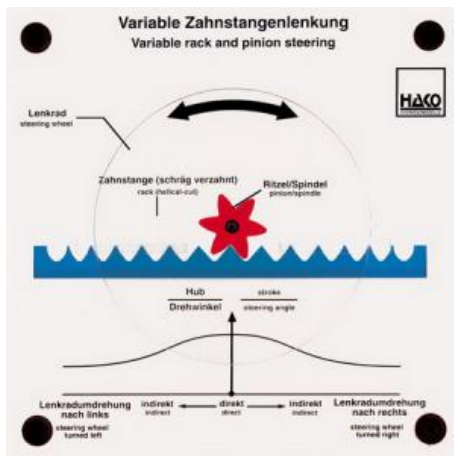 Variable Zahnstangenlenkung
Variable rack and pinion steering
HAKO
Lenkrad
steering wheel
Zahnstange (schräg verzahnt)
rack (helical-cut)
Ritzel/Spindel
pinion/spindle
Hub
stroke
Drehwinkel
steering angle
Lenkradumdrehung
nach links
steering wheel
turned left
indirekt
indirect
direkt
direct
indirekt
indirect
Lenkradumdrehung
nach rechts
steering wheel
turned right